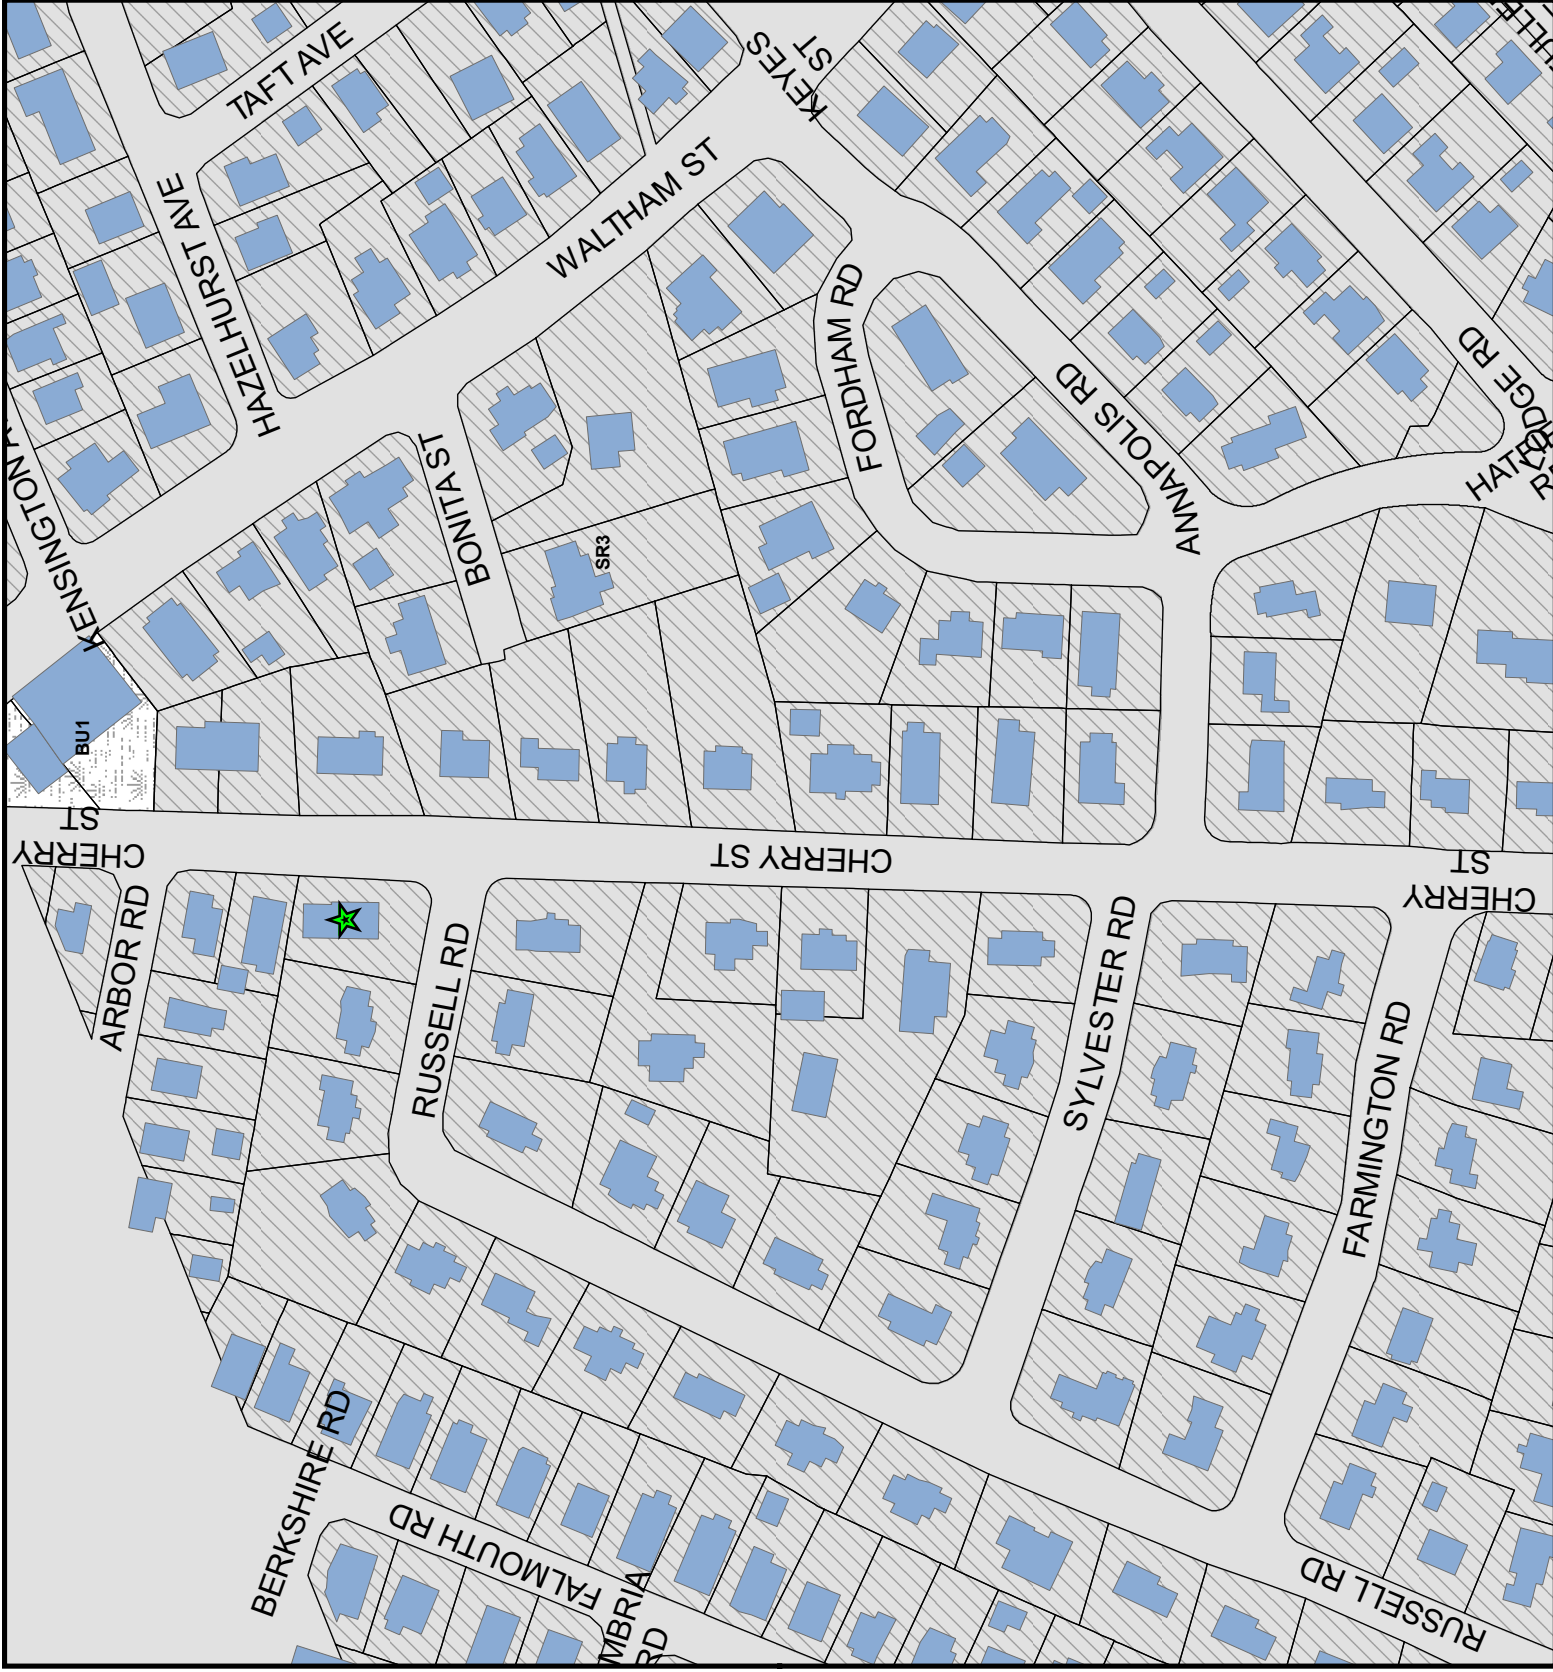 TAFT AVE
KEYES
ST
WALTHAM ST
HAZELHURST AVE
FORDHAM RD
ANNAPOLIS RD
BONITA ST
SR3
KENSINGTON
BU1
CHERRY
ST
CHERRY ST
CHERRY
ST
ARBOR RD
RUSSELL RD
SYLVESTER RD
FARMINGTON RD
BERKSHIRE RD
FALMOUTH RD
RD
RUSSELL RD